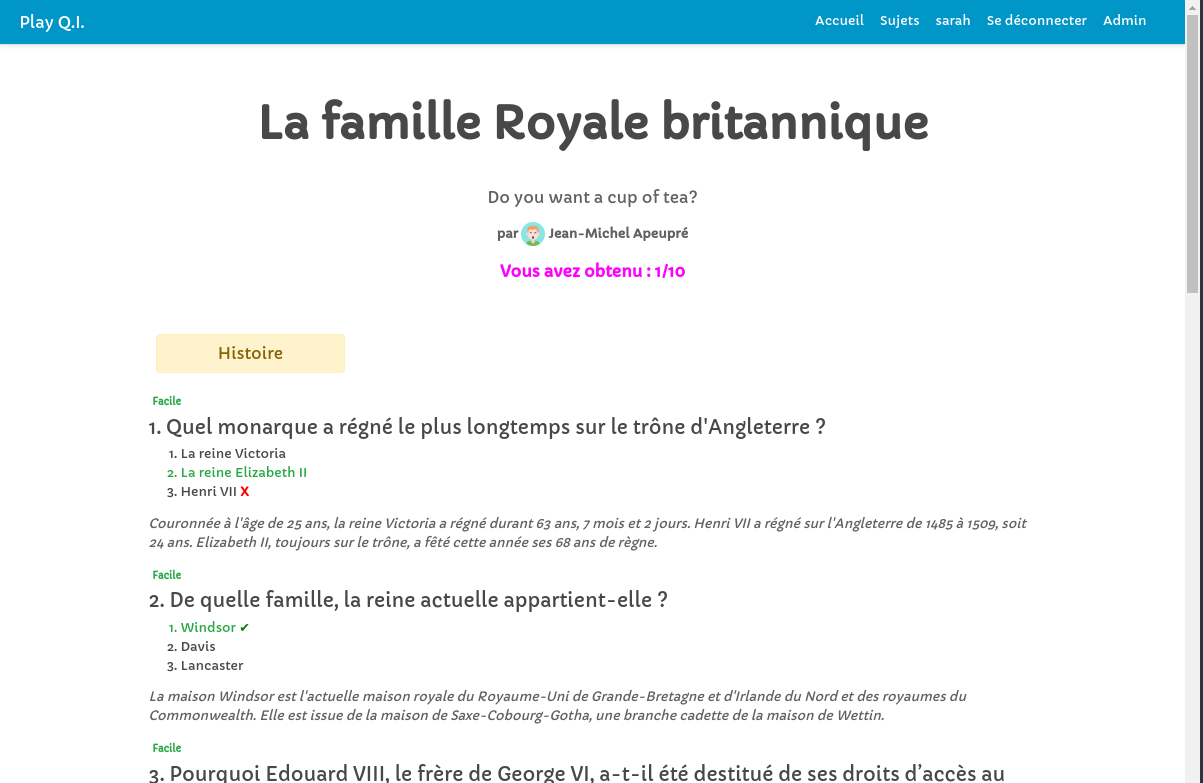 Play Q.I.
Accueil Sujets sarah Se déconnecter Admin
La famille Royale britannique
Do you want a cup of tea?
par Jean-Michel Apeupré
Vous avez obtenu : 1/10
Histoire
Facile
1. Quel monarque a régné le plus longtemps sur le trône d'Angleterre ?
1. La reine Victoria
2. La reine Elizabeth II
3. Henri VII X
Couronnée à l'âge de 25 ans, la reine Victoria a régné durant 63 ans, 7 mois et 2 jours. Henri VII a régné sur l'Angleterre de 1485 à 1509, soit
24 ans. Elizabeth II, toujours sur le trône, a fêté cette année ses 68 ans de règne.
Facile
2. De quelle famille, la reine actuelle appartient-elle ?
1. Windsor ✔
2. Davis
3. Lancaster
La maison Windsor est l'actuelle maison royale du Royaume-Uni de Grande-Bretagne et d'Irlande du Nord et des royaumes du
Commonwealth. Elle est issue de la maison de Saxe-Cobourg-Gotha, une branche cadette de la maison de Wettin.
Facile
3. Pourquoi Edouard VIII, le frère de George VI, a-t-il été destitué de ses droits d’accès au